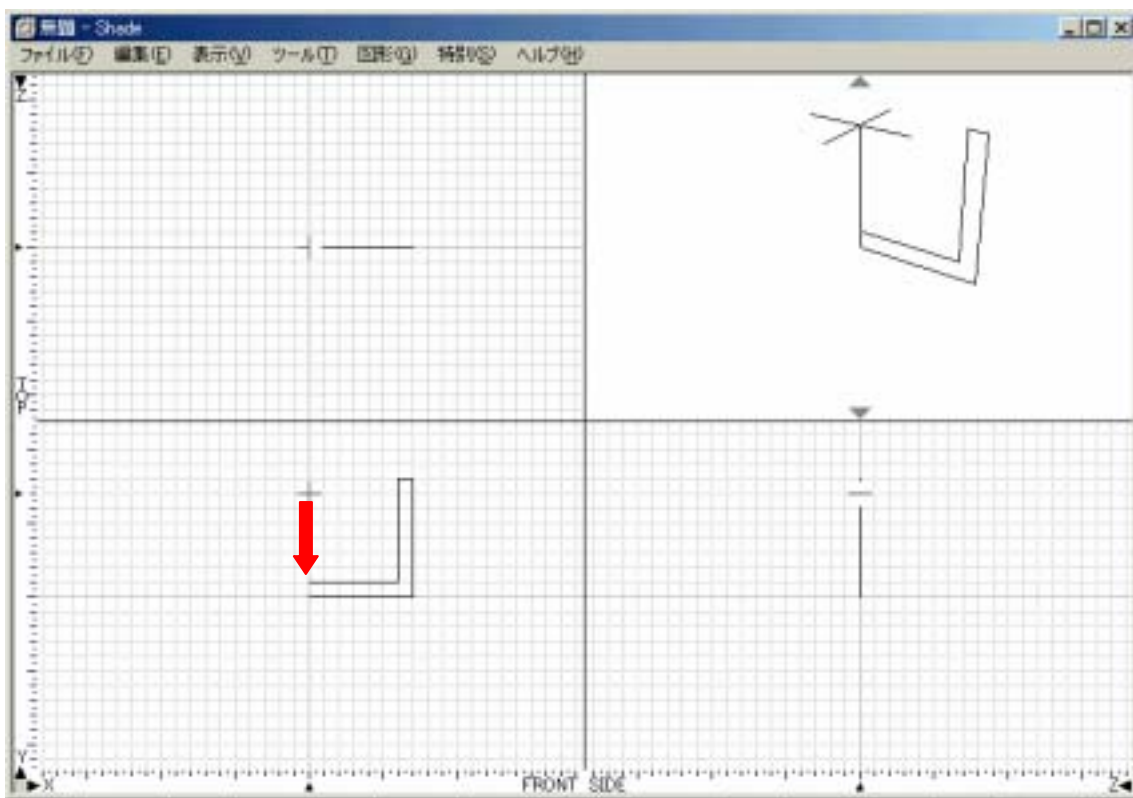 無題 - Shade
ファイル(F) 編集(E) 表示(V) ツール(T) 図形(G) 特別(S) ヘルプ(H)
Z
TOP
Y
X FRONT SIDE Z